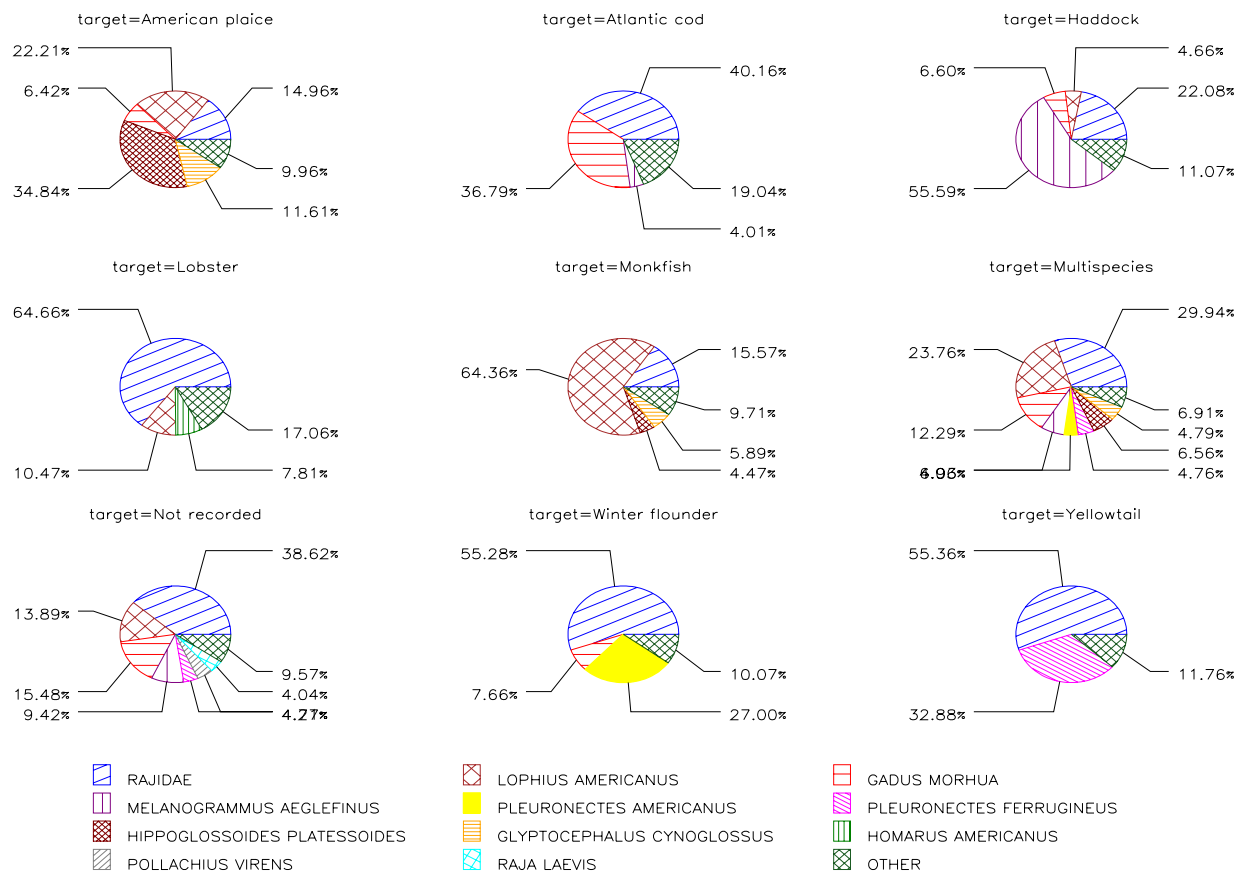 target=American plaice
target=Atlantic cod
target=Haddock
22.21%
6.42%
14.96%
34.84%
9.96%
11.61%
40.16%
36.79%
19.04%
4.01%
4.66%
6.60%
22.08%
55.59%
11.07%
target=Lobster
target=Monkfish
target=Multispecies
64.66%
17.06%
10.47%
7.81%
64.36%
15.57%
9.71%
5.89%
4.47%
29.94%
23.76%
6.91%
12.29%
4.79%
6.56%
4.76%
target=Not recorded
target=Winter flounder
target=Yellowtail
38.62%
13.89%
9.57%
15.48%
4.04%
9.42%
55.28%
10.07%
7.66%
27.00%
55.36%
11.76%
32.88%
RAJIDAE
LOPHIUS AMERICANUS
GADUS MORHUA
MELANOGRAMMUS AEGLEFINUS
PLEURONECTES AMERICANUS
PLEURONECTES FERRUGINEUS
HIPPOGLOSSOIDES PLATESSOIDES
GLYPTOCEPHALUS CYNOGLOSSUS
HOMARUS AMERICANUS
POLLACHIUS VIRENS
RAJA LAEVIS
OTHER